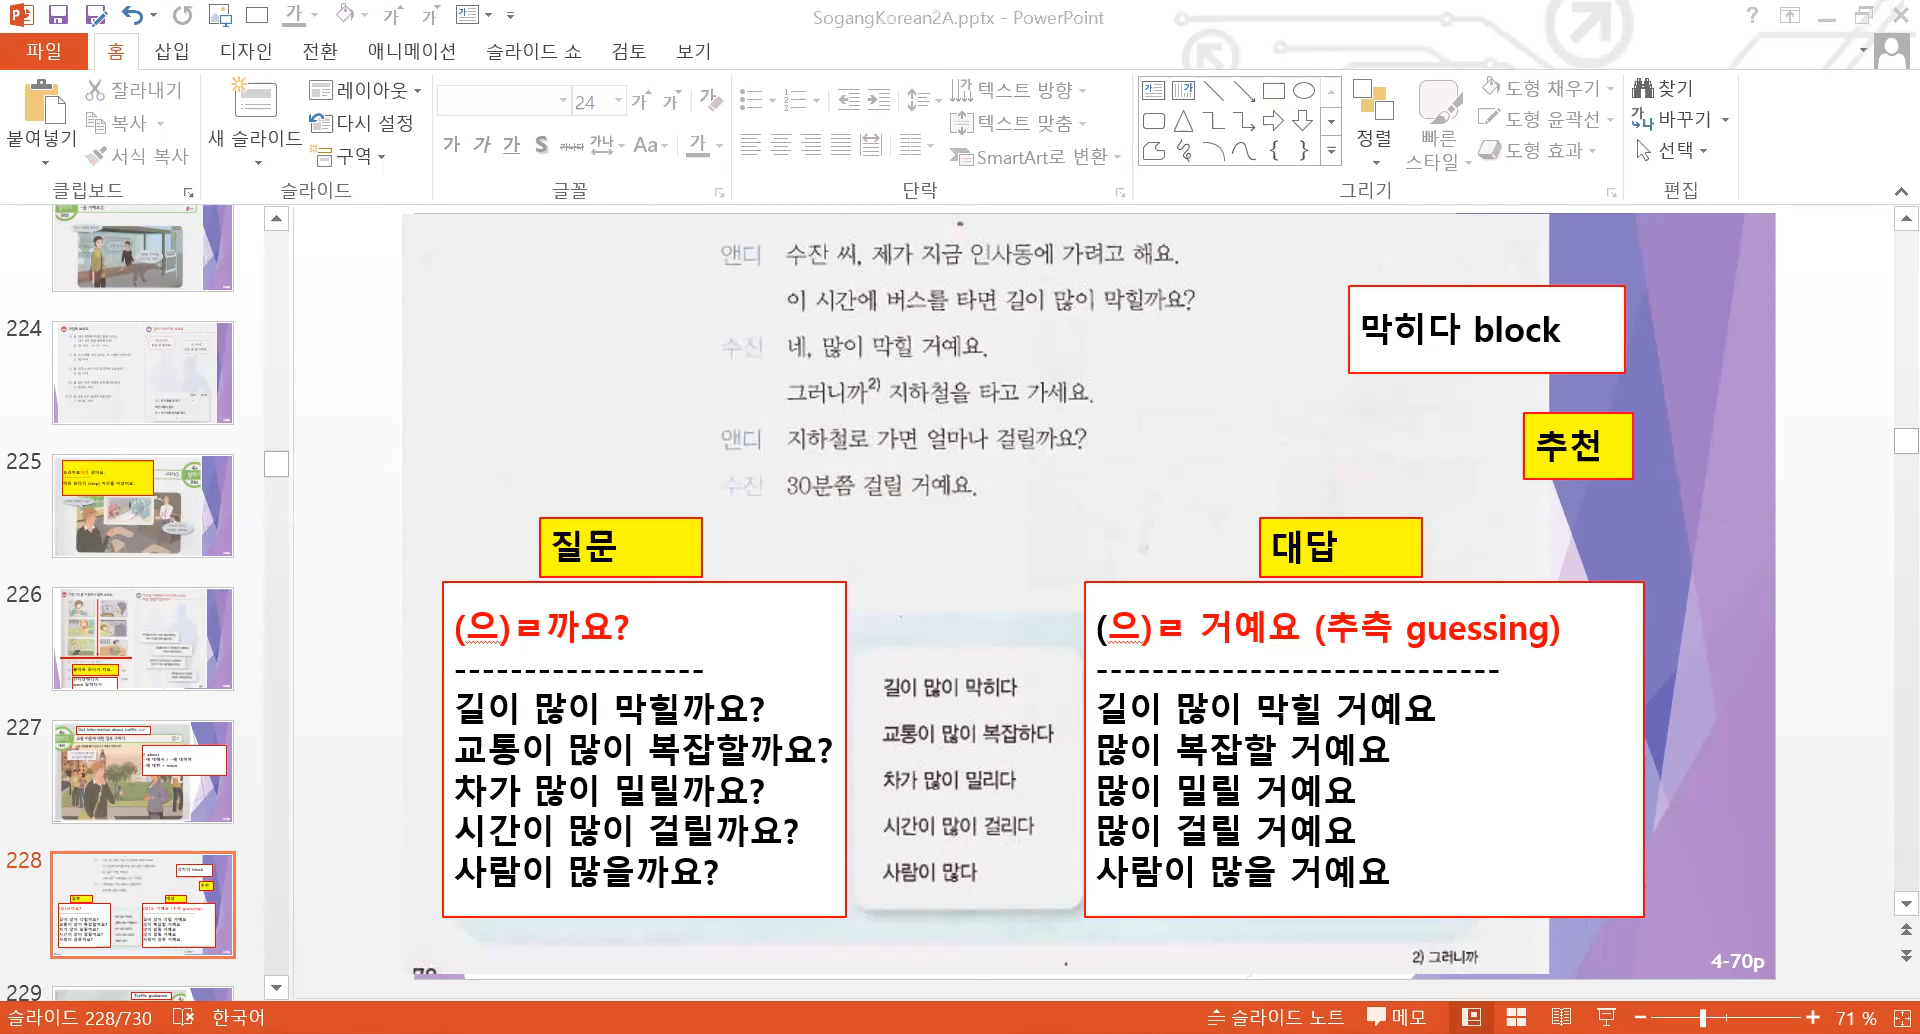 SogangKorean2A.pptx - PowerPoint
파일 홈 삽입 디자인 전환 애니메이션 슬라이드 쇼 검토 보기
붙여넣기
잘라내기
복사
서식 복사
클립보드
새 슬라이드
레이아웃
다시 설정
구역
슬라이드
24
가 가 가 S 가나다 간나 Aa 가
글꼴
텍스트 방향
텍스트 맞춤
SmartArt로 변환
단락
정렬
빠른
스타일
도형 채우기
도형 윤곽선
도형 효과
그리기
찾기
바꾸기
선택
편집
224
225
226
227
228
229
앤디 수잔 씨, 제가 지금 인사동에 가려고 해요.
이 시간에 버스를 타면 길이 많이 막힐까요?
수잔 네, 많이 막힐 거예요.
그러니까2) 지하철을 타고 가세요.
앤디 지하철로 가면 얼마나 걸릴까요?
수잔 30분쯤 걸릴 거예요.
막히다 block
추천
질문
(으)ㄹ까요?
------------------
길이 많이 막힐까요?
교통이 많이 복잡할까요?
차가 많이 밀릴까요?
시간이 많이 걸릴까요?
사람이 많을까요?
길이 많이 막히다
교통이 많이 복잡하다
차가 많이 밀리다
시간이 많이 걸리다
사람이 많다
대답
(으)ㄹ 거예요 (추측 guessing)
-----------------------------
길이 많이 막힐 거예요
많이 복잡할 거예요
많이 밀릴 거예요
많이 걸릴 거예요
사람이 많을 거예요
2) 그러니까
4-70p
슬라이드 228/730 한국어 슬라이드 노트 메모 71 %